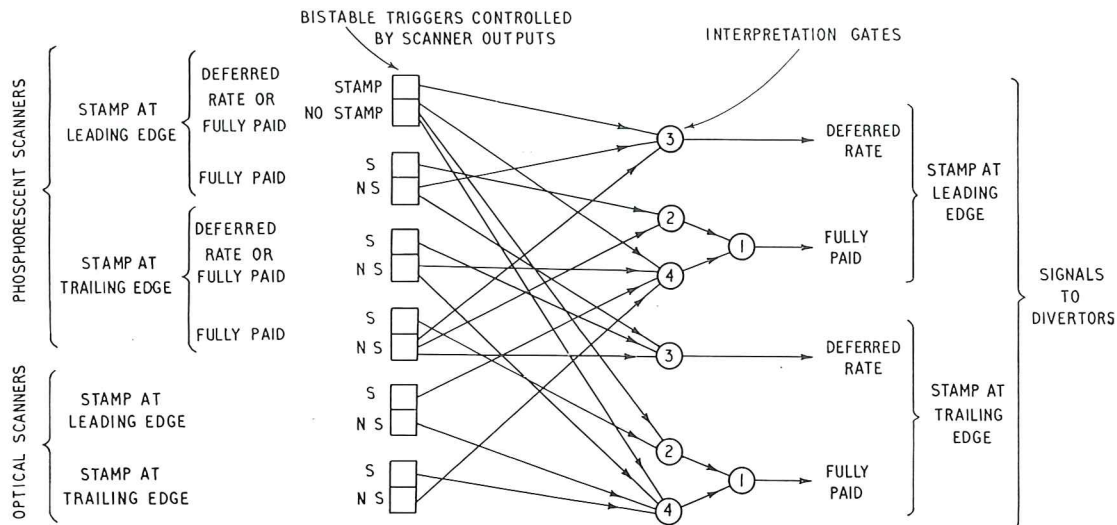 BISTABLE TRIGGERS CONTROLLED
BY SCANNER OUTPUTS
INTERPRETATION GATES
PHOSPHORESCENT SCANNERS
STAMP AT
LEADING EDGE
DEFERRED
RATE OR
FULLY PAID
FULLY PAID
STAMP AT
TRAILING EDGE
DEFERRED
RATE OR
FULLY PAID
FULLY PAID
OPTICAL SCANNERS
STAMP AT
LEADING EDGE
STAMP AT
TRAILING EDGE
STAMP
NO STAMP
S
N S
S
N S
S
N S
S
N S
S
N S
3
2
4
1
3
2
4
1
DEFERRED
RATE
FULLY
PAID
STAMP AT
LEADING
EDGE
DEFERRED
RATE
FULLY
PAID
STAMP AT
TRAILING
EDGE
SIGNALS
TO
DIVERTORS